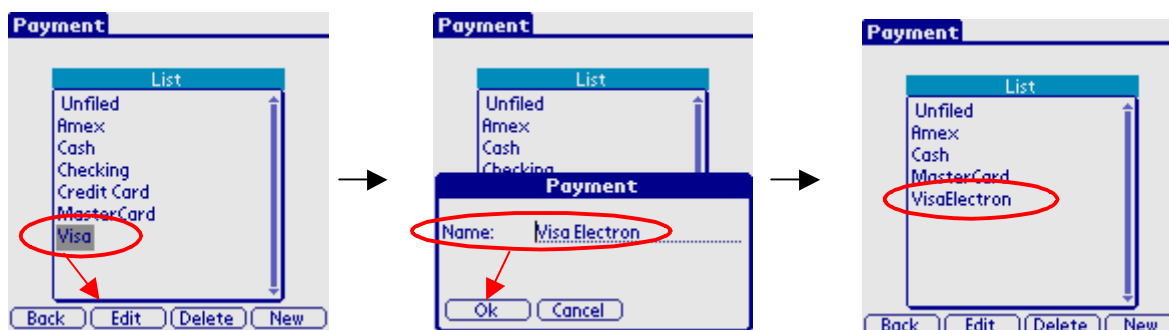 Payment
List
Unfiled
Amex
Cash
Checking
Credit Card
MasterCard
Visa
Back Edit Delete New
Payment
List
Unfiled
Amex
Cash
Checking
Payment
Name: Visa Electron
Ok Cancel
Payment
List
Unfiled
Amex
Cash
MasterCard
VisaElectron
Back Edit Delete New